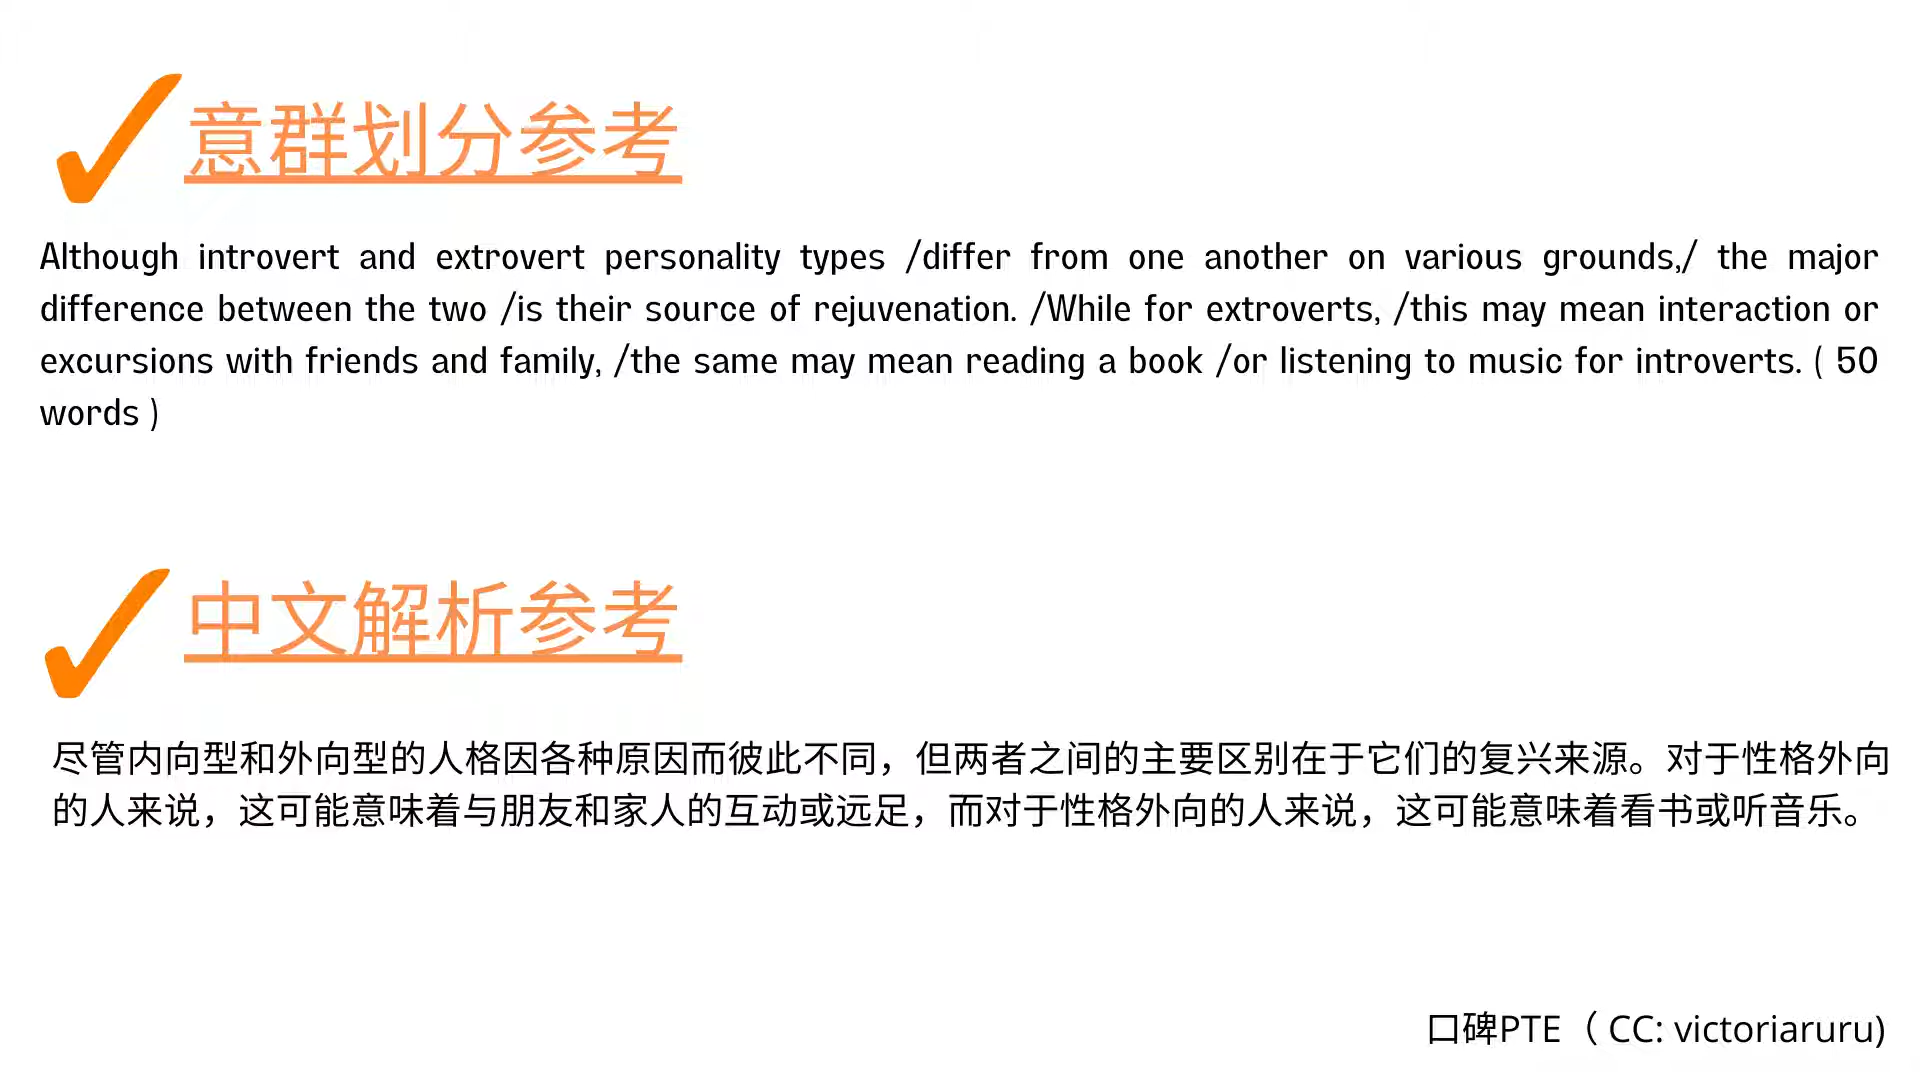 意群划分参考
Although introvert and extrovert personality types /differ from one another on various grounds,/ the major
difference between the two /is their source of rejuvenation. /While for extroverts, /this may mean interaction or
excursions with friends and family, /the same may mean reading a book /or listening to music for introverts. ( 50
words )
中文解析参考
尽管内向型和外向型的人格因各种原因而彼此不同，但两者之间的主要区别在于它们的复兴来源。对于性格外向
的人来说，这可能意味着与朋友和家人的互动或远足，而对于性格外向的人来说，这可能意味着看书或听音乐。
口碑PTE（ CC: victoriaruru)